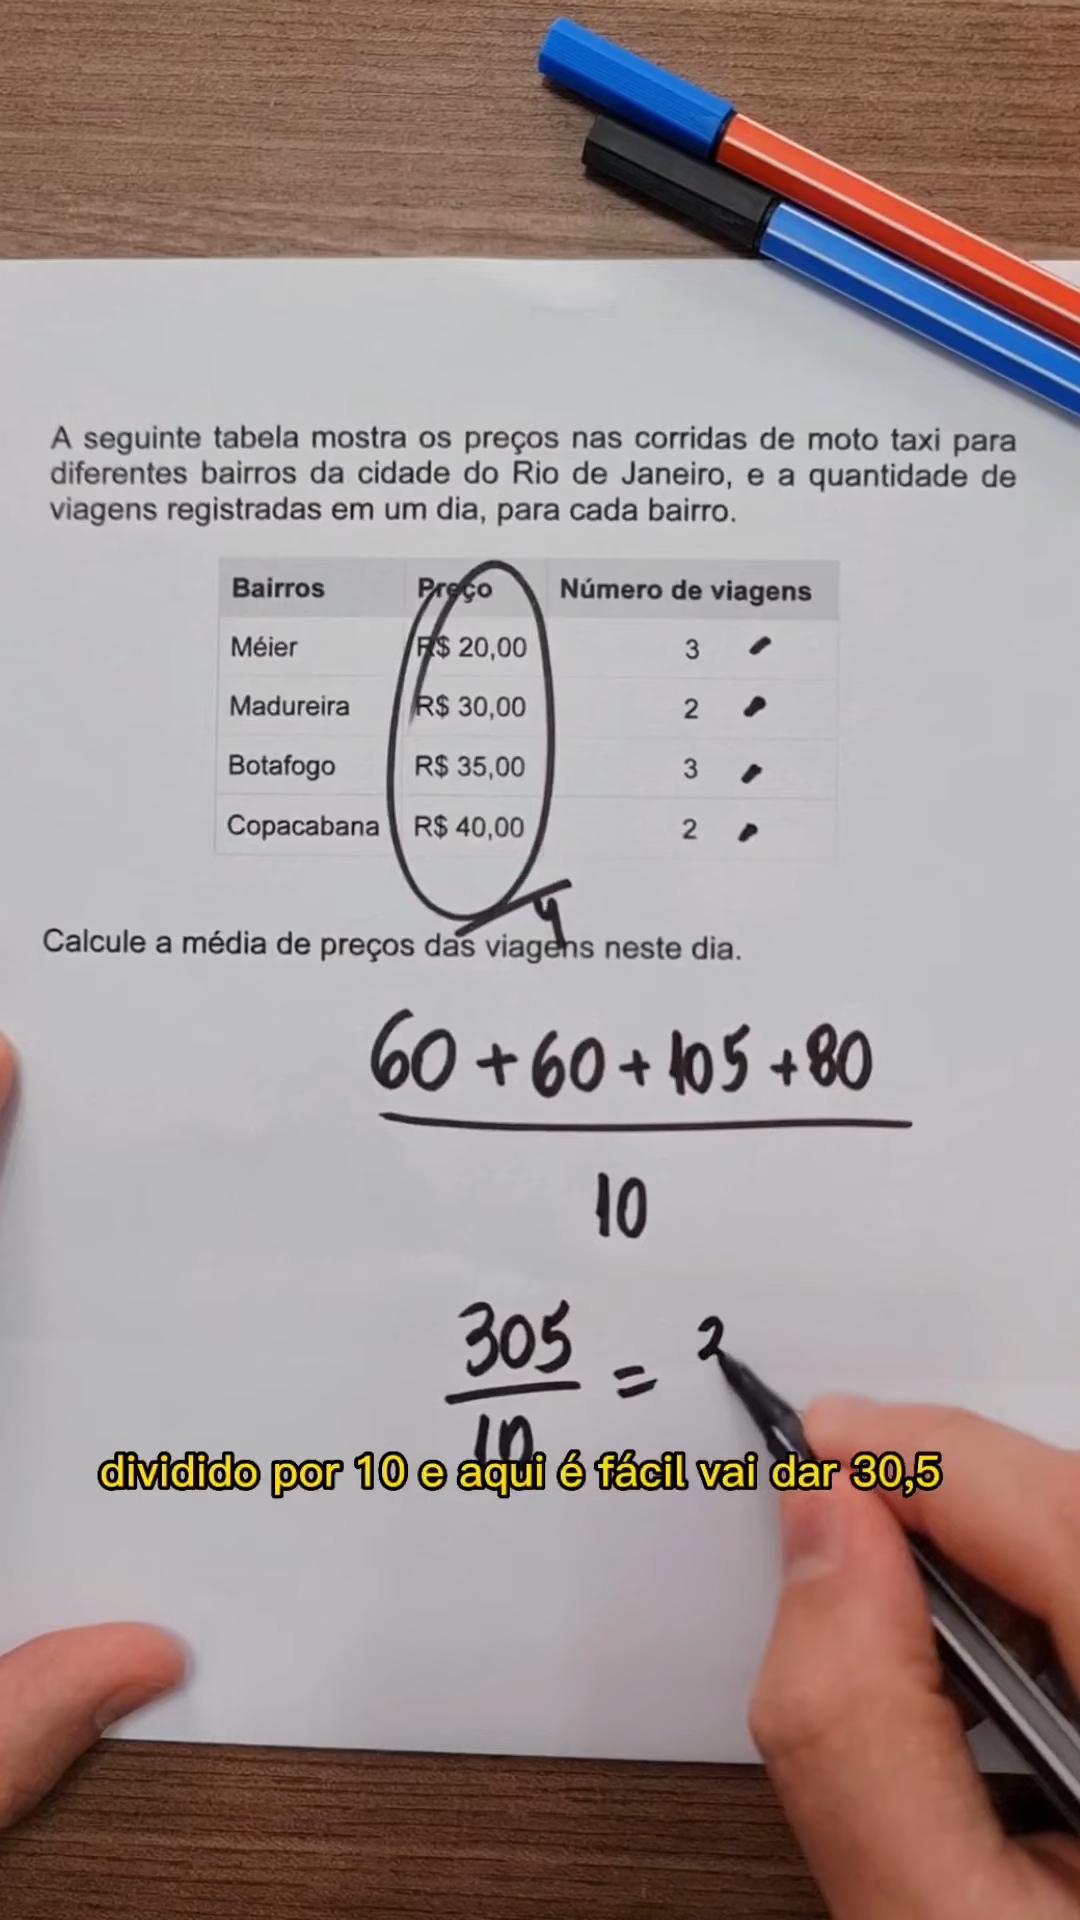 A seguinte tabela mostra os preços nas corridas de moto taxi para
diferentes bairros da cidade do Rio de Janeiro, e a quantidade de
viagens registradas em um dia, para cada bairro.
Bairros Preço Número de viagens
Méier R$ 20,00 3
Madureira R$ 30,00 2
Botafogo R$ 35,00 3
Copacabana R$ 40,00 2
4
Calcule a média de preços das viagens neste dia.
60 + 60 + 105 + 80
10
305
= 3
10
dividido por 10 e aqui é fácil vai dar 30,5